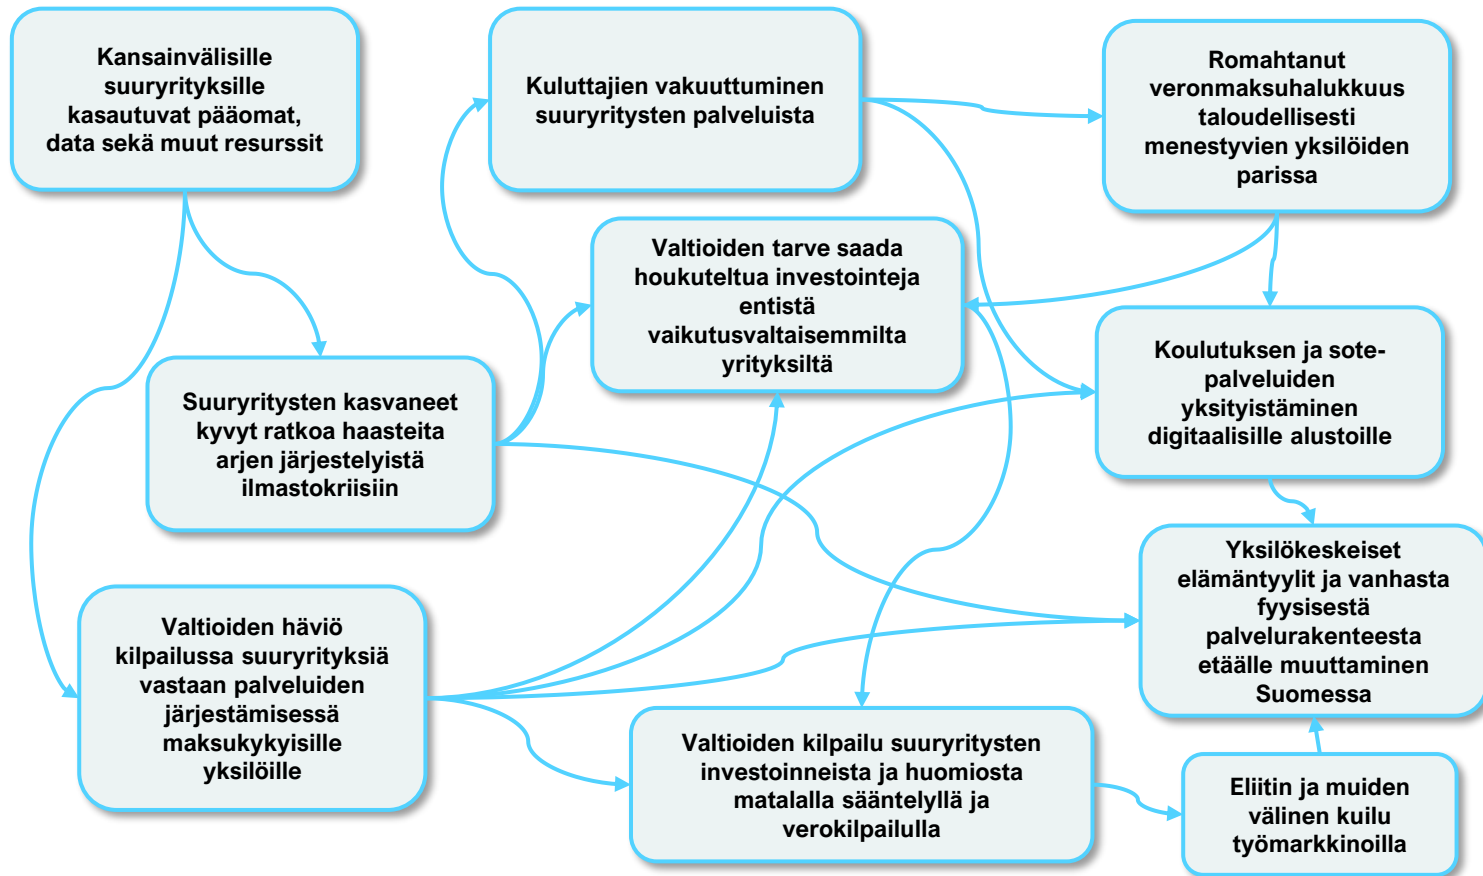 Kansainvälisille
suuryrityksille
kasautuvat pääomat,
data sekä muut resurssit
Kuluttajien vakuuttuminen
suuryritysten palveluista
Romahtanut
veronmaksuhalukkuus
taloudellisesti
menestyvien yksilöiden
parissa
Valtioiden tarve saada
houkuteltua investointeja
entistä
vaikutusvaltaisemmilta
yrityksiltä
Suuryritysten kasvaneet
kyvyt ratkoa haasteita
arjen järjestelyistä
ilmastokriisiin
Koulutuksen ja sote-
palveluiden
yksityistäminen
digitaalisille alustoille
Valtioiden häviö
kilpailussa suuryrityksiä
vastaan palveluiden
järjestämisessä
maksukykyisille
yksilöille
Yksilökeskeiset
elämäntyylit ja vanhasta
fyysisestä
palvelurakenteesta
etäälle muuttaminen
Suomessa
Valtioiden kilpailu suuryritysten
investoinneista ja huomiosta
matalalla sääntelyllä ja
verokilpailulla
Eliitin ja muiden
välinen kuilu
työmarkkinoilla